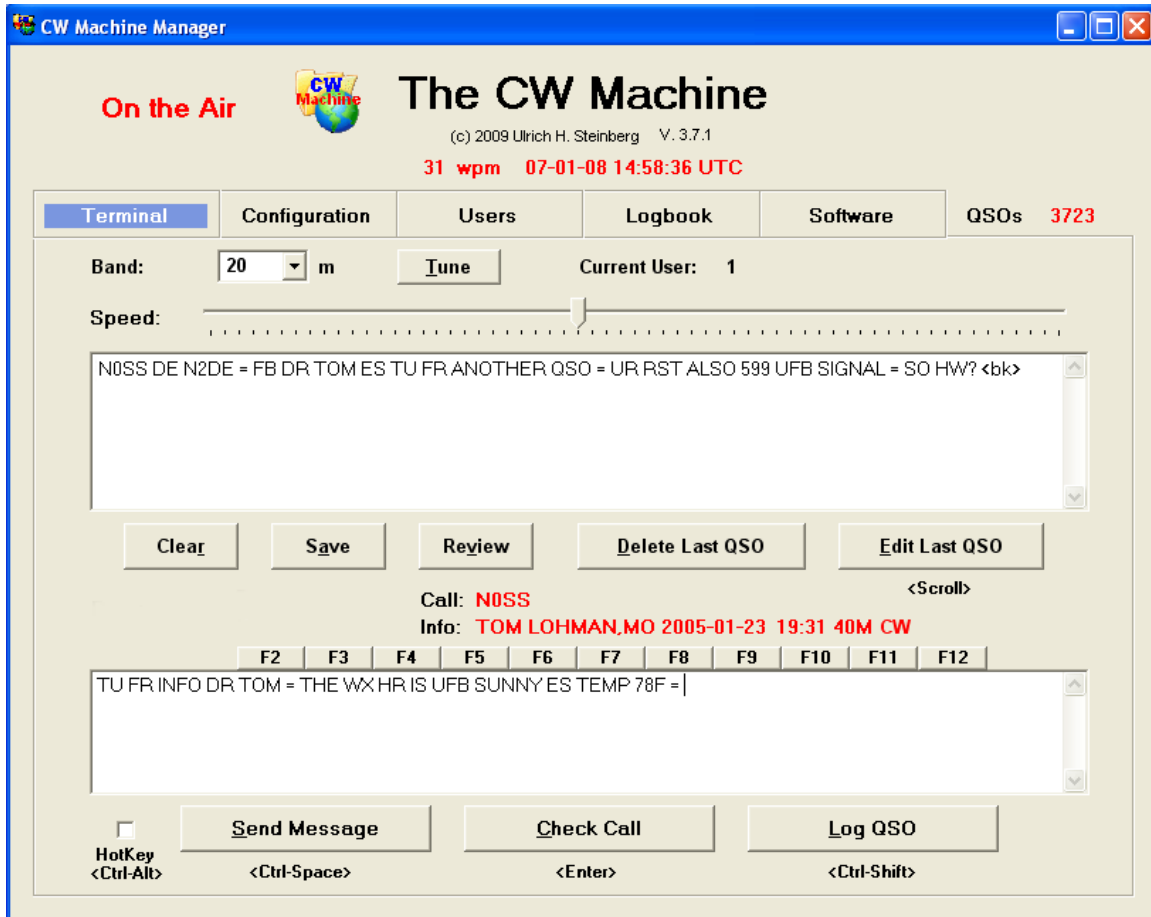 CW Machine Manager
On the Air
CW Machine
The CW Machine
(c) 2009 Ulrich H. Steinberg V. 3.7.1
31 wpm 07-01-08 14:58:36 UTC
Terminal Configuration Users Logbook Software QSOs 3723
Band: 20 m Tune Current User: 1
Speed:
N0SS DE N2DE = FB DR TOM ES TU FR ANOTHER QSO = UR RST ALSO 599 UFB SIGNAL = SO HW? <bk>
Clear Save Review Delete Last QSO Edit Last QSO
<Scroll>
Call: N0SS
Info: TOM LOHMAN,MO 2005-01-23 19:31 40M CW
F2 F3 F4 F5 F6 F7 F8 F9 F10 F11 F12
TU FR INFO DR TOM = THE WX HR IS UFB SUNNY ES TEMP 78F =
Send Message Check Call Log QSO
HotKey
<Ctrl-Alt> <Ctrl-Space> <Enter> <Ctrl-Shift>